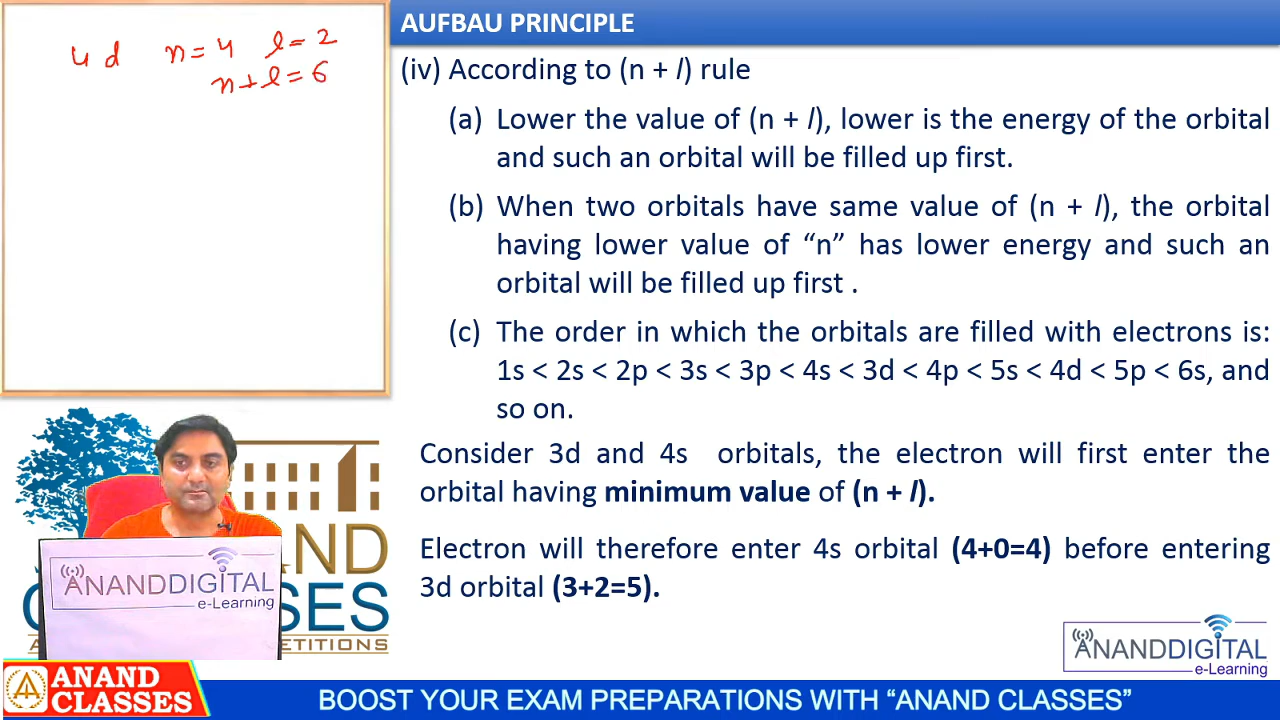 4 d n = 4 l = 2
n + l = 6
AUFBAU PRINCIPLE
(iv) According to (n + l) rule
(a) Lower the value of (n + l), lower is the energy of the orbital
and such an orbital will be filled up first.
(b) When two orbitals have same value of (n + l), the orbital
having lower value of “n” has lower energy and such an
orbital will be filled up first .
(c) The order in which the orbitals are filled with electrons is:
1s < 2s < 2p < 3s < 3p < 4s < 3d < 4p < 5s < 4d < 5p < 6s, and
so on.
Consider 3d and 4s orbitals, the electron will first enter the
orbital having minimum value of (n + l).
Electron will therefore enter 4s orbital (4+0=4) before entering
3d orbital (3+2=5).
ANANDDIGITAL
e-Learning
ANANDDIGITAL
e-Learning
ANAND
CLASSES
BOOST YOUR EXAM PREPARATIONS WITH “ANAND CLASSES”